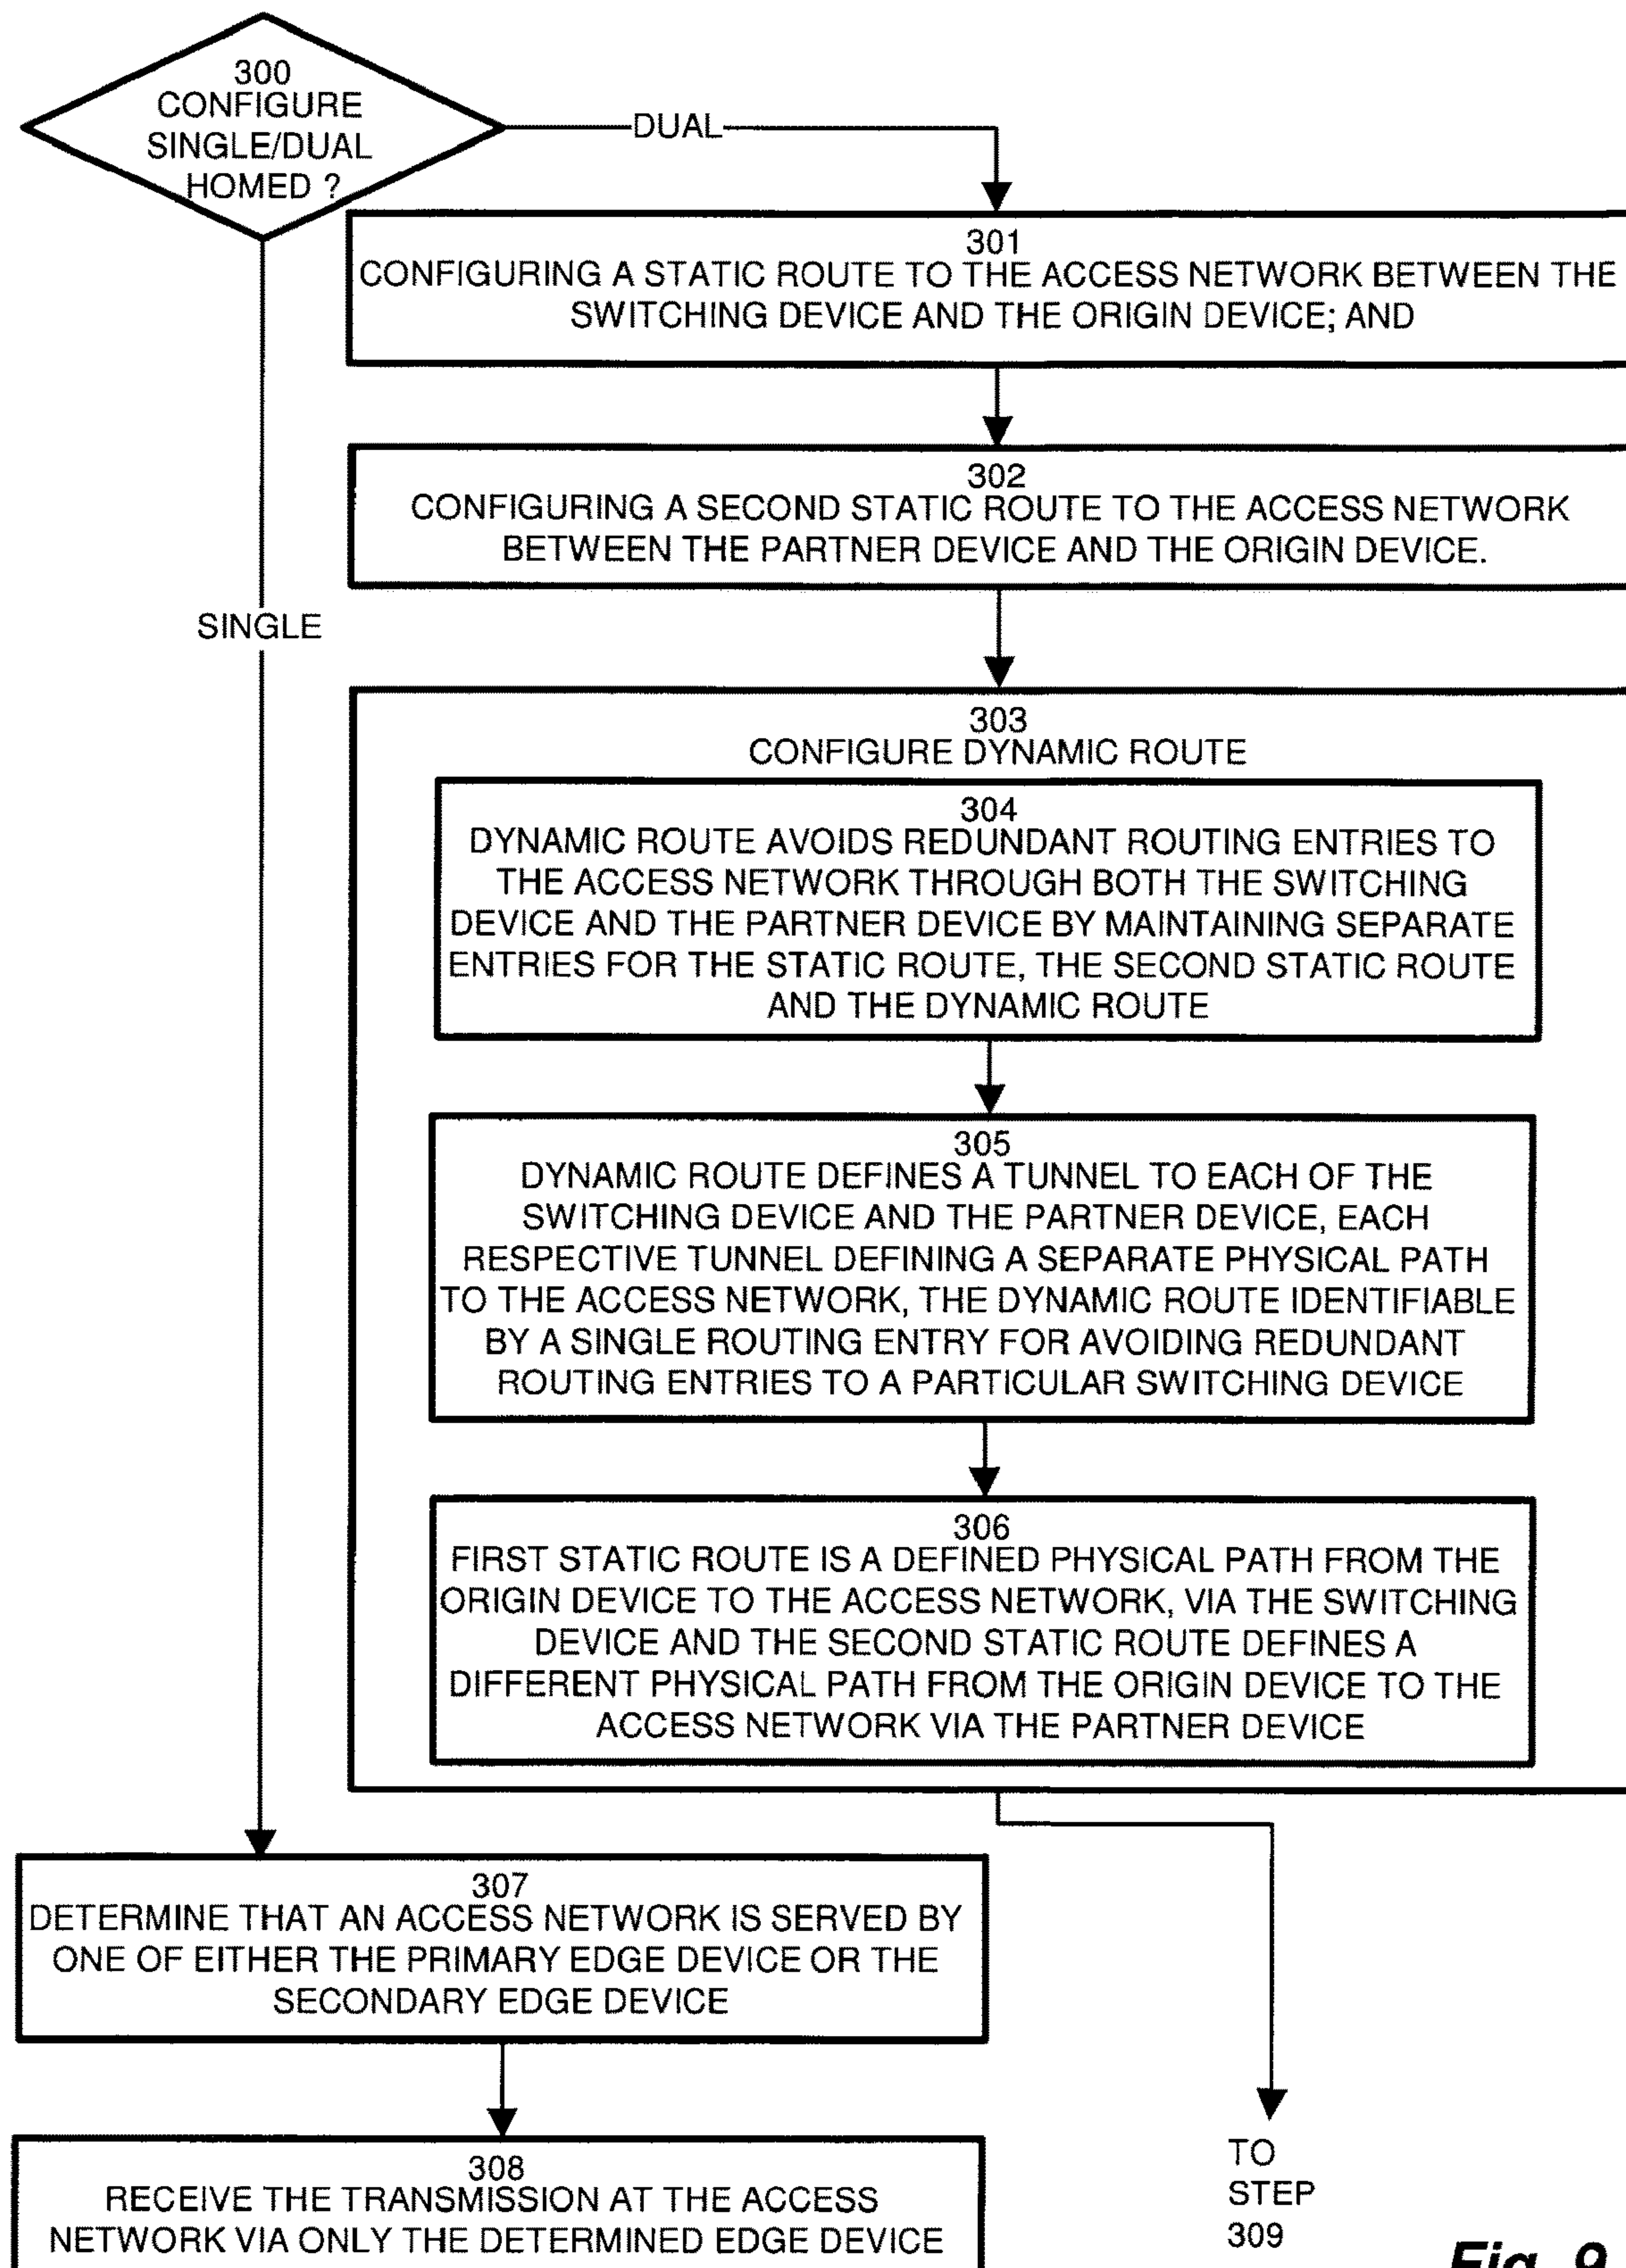 300
CONFIGURE
SINGLE/DUAL
HOMED ?
DUAL
301
CONFIGURING A STATIC ROUTE TO THE ACCESS NETWORK BETWEEN THE
SWITCHING DEVICE AND THE ORIGIN DEVICE; AND
302
CONFIGURING A SECOND STATIC ROUTE TO THE ACCESS NETWORK
BETWEEN THE PARTNER DEVICE AND THE ORIGIN DEVICE.
SINGLE
303
CONFIGURE DYNAMIC ROUTE
304
DYNAMIC ROUTE AVOIDS REDUNDANT ROUTING ENTRIES TO
THE ACCESS NETWORK THROUGH BOTH THE SWITCHING
DEVICE AND THE PARTNER DEVICE BY MAINTAINING SEPARATE
ENTRIES FOR THE STATIC ROUTE, THE SECOND STATIC ROUTE
AND THE DYNAMIC ROUTE
305
DYNAMIC ROUTE DEFINES A TUNNEL TO EACH OF THE
SWITCHING DEVICE AND THE PARTNER DEVICE, EACH
RESPECTIVE TUNNEL DEFINING A SEPARATE PHYSICAL PATH
TO THE ACCESS NETWORK, THE DYNAMIC ROUTE IDENTIFIABLE
BY A SINGLE ROUTING ENTRY FOR AVOIDING REDUNDANT
ROUTING ENTRIES TO A PARTICULAR SWITCHING DEVICE
306
FIRST STATIC ROUTE IS A DEFINED PHYSICAL PATH FROM THE
ORIGIN DEVICE TO THE ACCESS NETWORK, VIA THE SWITCHING
DEVICE AND THE SECOND STATIC ROUTE DEFINES A
DIFFERENT PHYSICAL PATH FROM THE ORIGIN DEVICE TO THE
ACCESS NETWORK VIA THE PARTNER DEVICE
307
DETERMINE THAT AN ACCESS NETWORK IS SERVED BY
ONE OF EITHER THE PRIMARY EDGE DEVICE OR THE
SECONDARY EDGE DEVICE
308
RECEIVE THE TRANSMISSION AT THE ACCESS
NETWORK VIA ONLY THE DETERMINED EDGE DEVICE
TO
STEP
309
Fig. 9